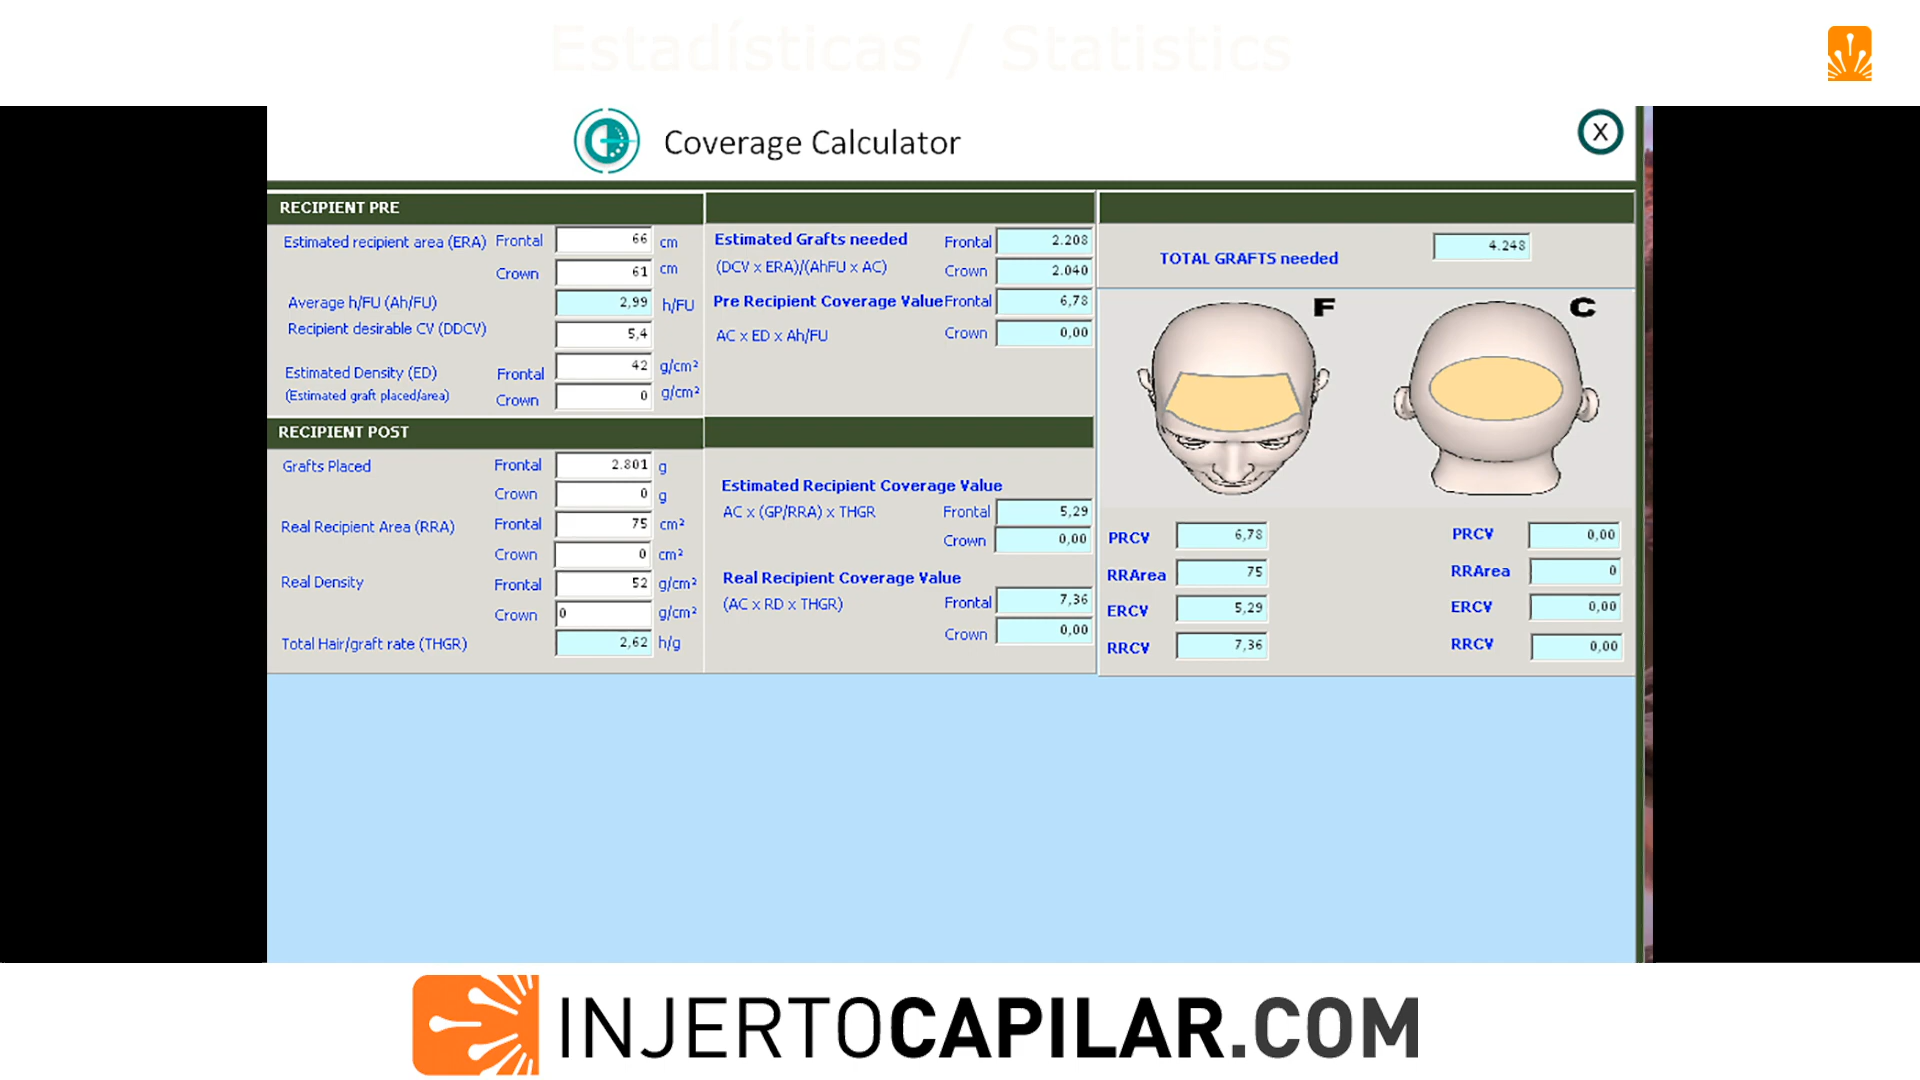 Estadísticas / Statistics
Coverage Calculator
X
RECIPIENT PRE
Estimated recipient area (ERA) Frontal 66 cm
Crown 61 cm
Average h/FU (Ah/FU) 2,99 h/FU
Recipient desirable CV (DDCV) 5,4
Estimated Density (ED) Frontal 42 g/cm²
(Estimated graft placed/area) Crown 0 g/cm²
Estimated Grafts needed Frontal 2.208
(DCV x ERA)/(AhFU x AC) Crown 2.040
Pre Recipient Coverage Value Frontal 6,78
AC x ED x Ah/FU Crown 0,00
TOTAL GRAFTS needed 4.248
F
C
RECIPIENT POST
Grafts Placed Frontal 2.801 g
Crown 0 g
Real Recipient Area (RRA) Frontal 75 cm²
Crown 0 cm²
Real Density Frontal 52 g/cm²
Crown 0 g/cm²
Total Hair/graft rate (THGR) 2,62 h/g
Estimated Recipient Coverage Value
AC x (GP/RRA) x THGR Frontal 5,29
Crown 0,00
Real Recipient Coverage Value
(AC x RD x THGR) Frontal 7,36
Crown 0,00
PRCV 6,78
RRArea 75
ERCV 5,29
RRCV 7,36
PRCV 0,00
RRArea 0
ERCV 0,00
RRCV 0,00
INJERTOCAPILAR.COM